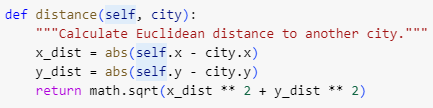 def distance(self, city):
    """Calculate Euclidean distance to another city."""
    x_dist = abs(self.x - city.x)
    y_dist = abs(self.y - city.y)
    return math.sqrt(x_dist ** 2 + y_dist ** 2)